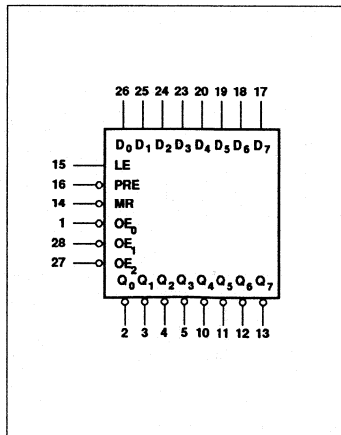 26 25 24 23 20 19 18 17
D0 D1 D2 D3 D4 D5 D6 D7
15 LE
16 PRE
14 MR
1 OE0
28 OE1
27 OE2
Q0 Q1 Q2 Q3 Q4 Q5 Q6 Q7
2 3 4 5 10 11 12 13